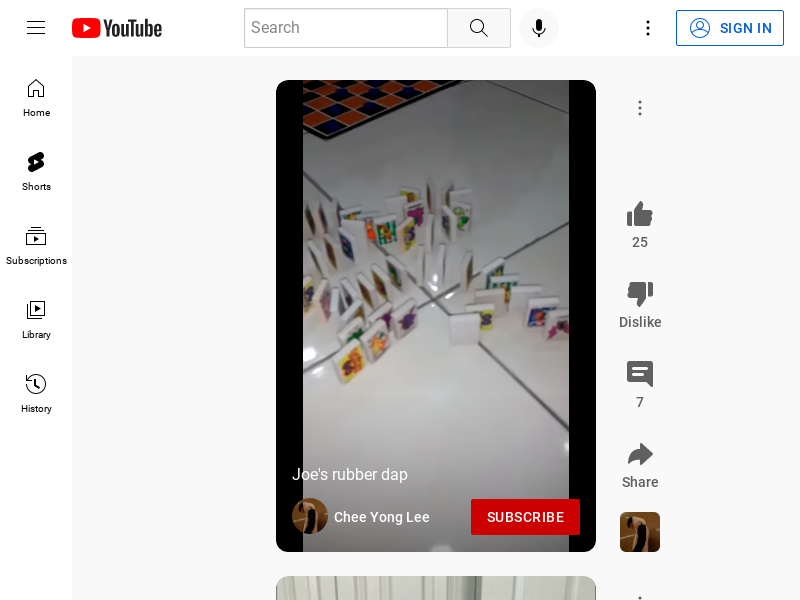 YouTube
Search
SIGN IN
Home
Shorts
Subscriptions
Library
History
Joe's rubber dap
Chee Yong Lee
SUBSCRIBE
25
Dislike
7
Share